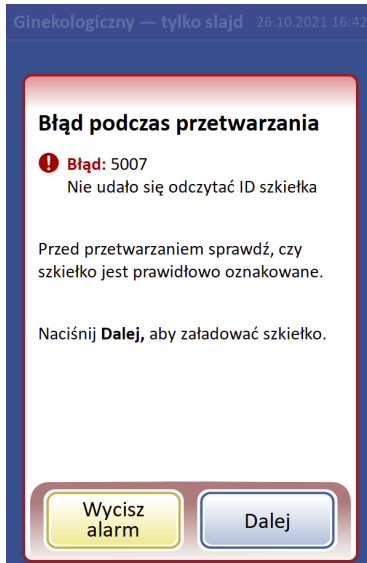 Ginekologiczny — tylko slajd 26.10.2021 16:42
Błąd podczas przetwarzania
Błąd: 5007
Nie udało się odczytać ID szkiełka
Przed przetwarzaniem sprawdź, czy
szkiełko jest prawidłowo oznakowane.
Naciśnij Dalej, aby załadować szkiełko.
Wycisz
alarm
Dalej